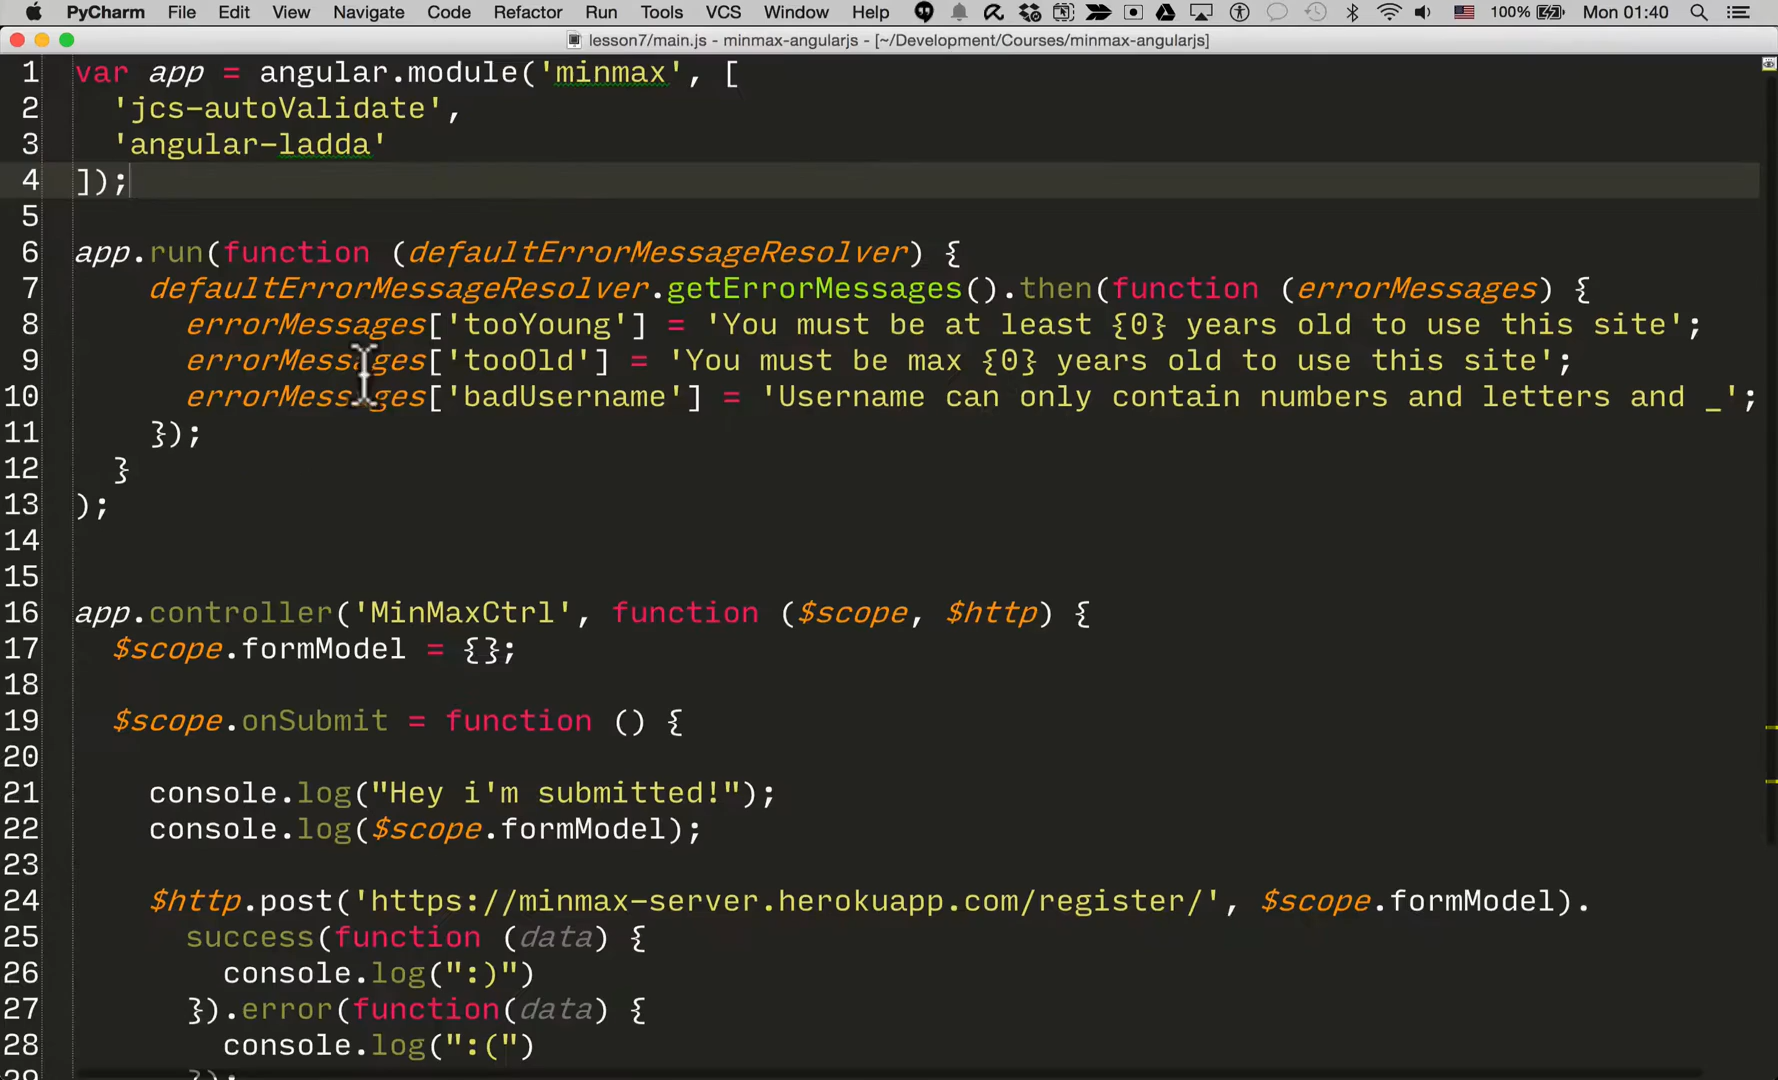 PyCharm File Edit View Navigate Code Refactor Run Tools VCS Window Help 100% Mon 01:40
lesson7/main.js - minmax-angularjs - [~/Development/Courses/minmax-angularjs]
1 var app = angular.module('minmax', [
2 'jcs-autoValidate',
3 'angular-ladda'
4 ]);
5
6 app.run(function (defaultErrorMessageResolver) {
7 defaultErrorMessageResolver.getErrorMessages().then(function (errorMessages) {
8 errorMessages['tooYoung'] = 'You must be at least {0} years old to use this site';
9 errorMessages['tooOld'] = 'You must be max {0} years old to use this site';
10 errorMessages['badUsername'] = 'Username can only contain numbers and letters and _';
11 });
12 }
13 );
14
15
16 app.controller('MinMaxCtrl', function ($scope, $http) {
17 $scope.formModel = {};
18
19 $scope.onSubmit = function () {
20
21 console.log("Hey i'm submitted!");
22 console.log($scope.formModel);
23
24 $http.post('https://minmax-server.herokuapp.com/register/', $scope.formModel).
25 success(function (data) {
26 console.log(":)")
27 }).error(function(data) {
28 console.log(":(")
29 });